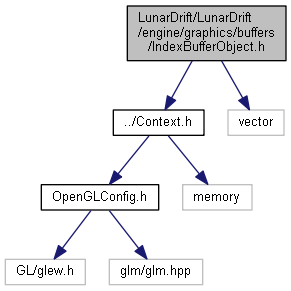 LunarDrift/LunarDrift
/engine/graphics/buffers
/IndexBufferObject.h
../Context.h
vector
OpenGLConfig.h
memory
GL/glew.h
glm/glm.hpp